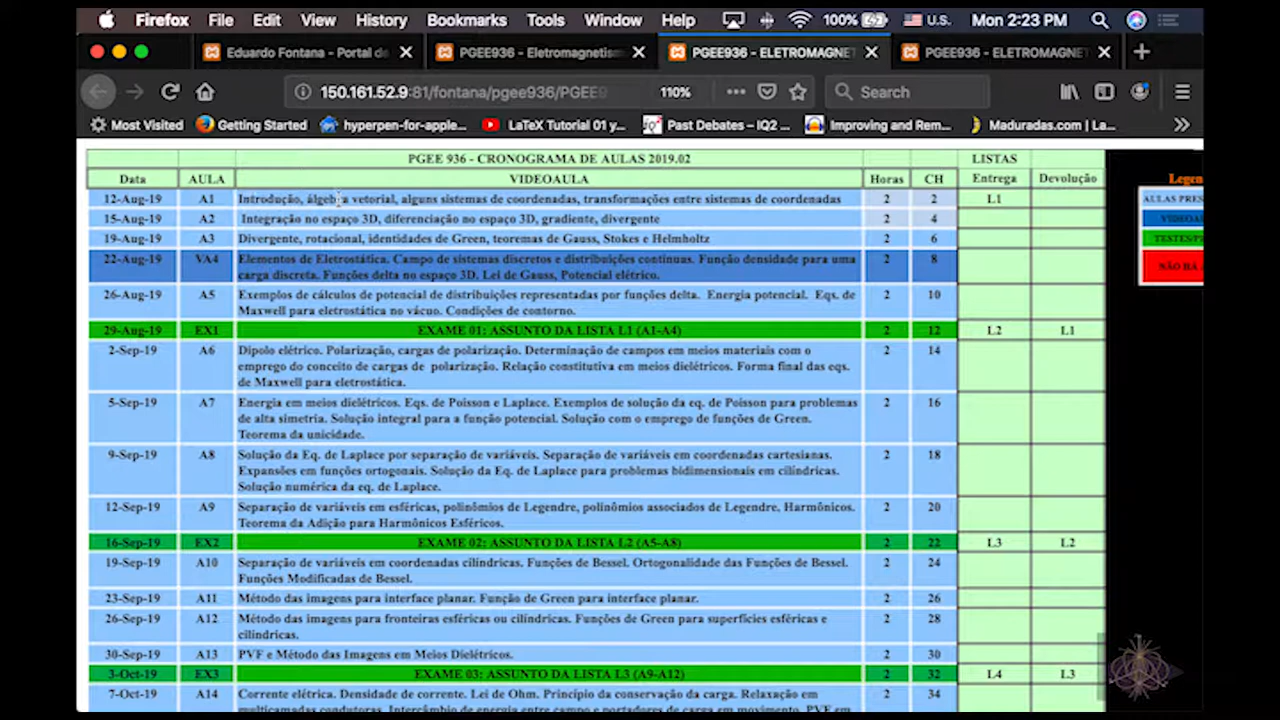 Firefox File Edit View History Bookmarks Tools Window Help 100% U.S. Mon 2:23 PM
Eduardo Fontana - Portal de PGEE936 - Eletromagnetism PGEE936 - ELETROMAGNET PGEE936 - ELETROMAGNET
150.161.52.9:81/fontana/pgee936/PGEE9 110% Search
Most Visited Getting Started hyperpen-for-apple... LaTeX Tutorial 01 y... Past Debates – IQ2 ... Improving and Rem... Maduradas.com | La...
PGEE 936 - CRONOGRAMA DE AULAS 2019.02 LISTAS
Data AULA VIDEOAULA Horas CH Entrega Devolução Legen
12-Aug-19 A1 Introdução, álgebra vetorial, alguns sistemas de coordenadas, transformações entre sistemas de coordenadas 2 2 L1 AULAS PRES
15-Aug-19 A2 Integração no espaço 3D, diferenciação no espaço 3D, gradiente, divergente 2 4 VIDEOAU
19-Aug-19 A3 Divergente, rotacional, identidades de Green, teoremas de Gauss, Stokes e Helmholtz 2 6 TESTES/P
22-Aug-19 VA4 Elementos de Eletrostática. Campo de sistemas discretos e distribuições contínuas. Função densidade para uma 2 8 NÃO HÁ
carga discreta. Funções delta no espaço 3D. Lei de Gauss, Potencial elétrico.
26-Aug-19 A5 Exemplos de cálculos de potencial de distribuições representadas por funções delta. Energia potencial. Eqs. de 2 10
Maxwell para eletrostática no vácuo. Condições de contorno.
29-Aug-19 EX1 EXAME 01: ASSUNTO DA LISTA L1 (A1-A4) 2 12 L2 L1
2-Sep-19 A6 Dipolo elétrico. Polarização, cargas de polarização. Determinação de campos em meios materiais com o 2 14
emprego do conceito de cargas de polarização. Relação constitutiva em meios dielétricos. Forma final das eqs.
de Maxwell para eletrostática.
5-Sep-19 A7 Energia em meios dielétricos. Eqs. de Poisson e Laplace. Exemplos de solução da eq. de Poisson para problemas 2 16
de alta simetria. Solução integral para a função potencial. Solução com o emprego de funções de Green.
Teorema da unicidade.
9-Sep-19 A8 Solução da Eq. de Laplace por separação de variáveis. Separação de variáveis em coordenadas cartesianas. 2 18
Expansões em funções ortogonais. Solução da Eq. de Laplace para problemas bidimensionais em cilíndricas.
Solução numérica da eq. de Laplace.
12-Sep-19 A9 Separação de variáveis em esféricas, polinômios de Legendre, polinômios associados de Legendre, Harmônicos. 2 20
Teorema da Adição para Harmônicos Esféricos.
16-Sep-19 EX2 EXAME 02: ASSUNTO DA LISTA L2 (A5-A8) 2 22 L3 L2
19-Sep-19 A10 Separação de variáveis em coordenadas cilíndricas. Funções de Bessel. Ortogonalidade das Funções de Bessel. 2 24
Funções Modificadas de Bessel.
23-Sep-19 A11 Método das imagens para interface planar. Função de Green para interface planar. 2 26
26-Sep-19 A12 Método das imagens para fronteiras esféricas ou cilíndricas. Funções de Green para superfícies esféricas e 2 28
cilíndricas.
30-Sep-19 A13 PVF e Método das Imagens em Meios Dielétricos. 2 30
3-Oct-19 EX3 EXAME 03: ASSUNTO DA LISTA L3 (A9-A12) 2 32 L4 L3
7-Oct-19 A14 Corrente elétrica. Densidade de corrente. Lei de Ohm. Princípio da conservação da carga. Relaxação em 2 34
multicamadas condutoras. Intercâmbio de energia entre campo e portadores de carga em movimento. PVF em